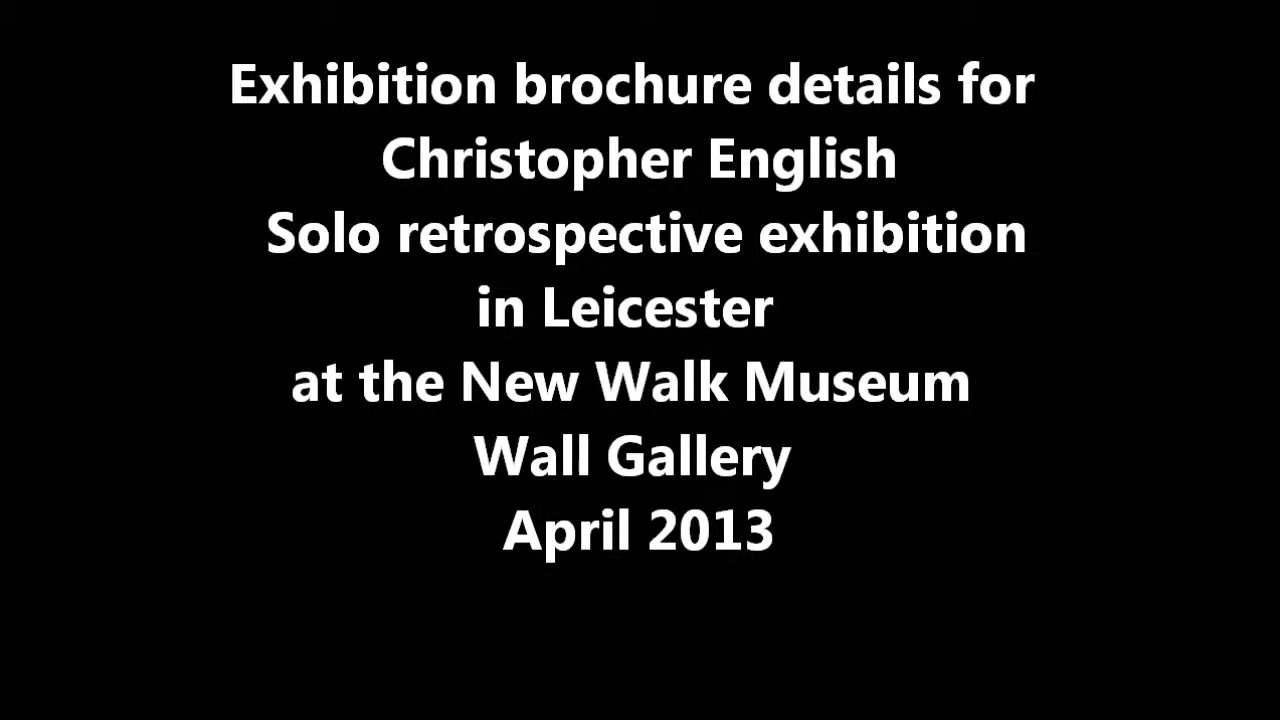 Exhibition brochure details for
Christopher English
Solo retrospective exhibition
in Leicester
at the New Walk Museum
Wall Gallery
April 2013